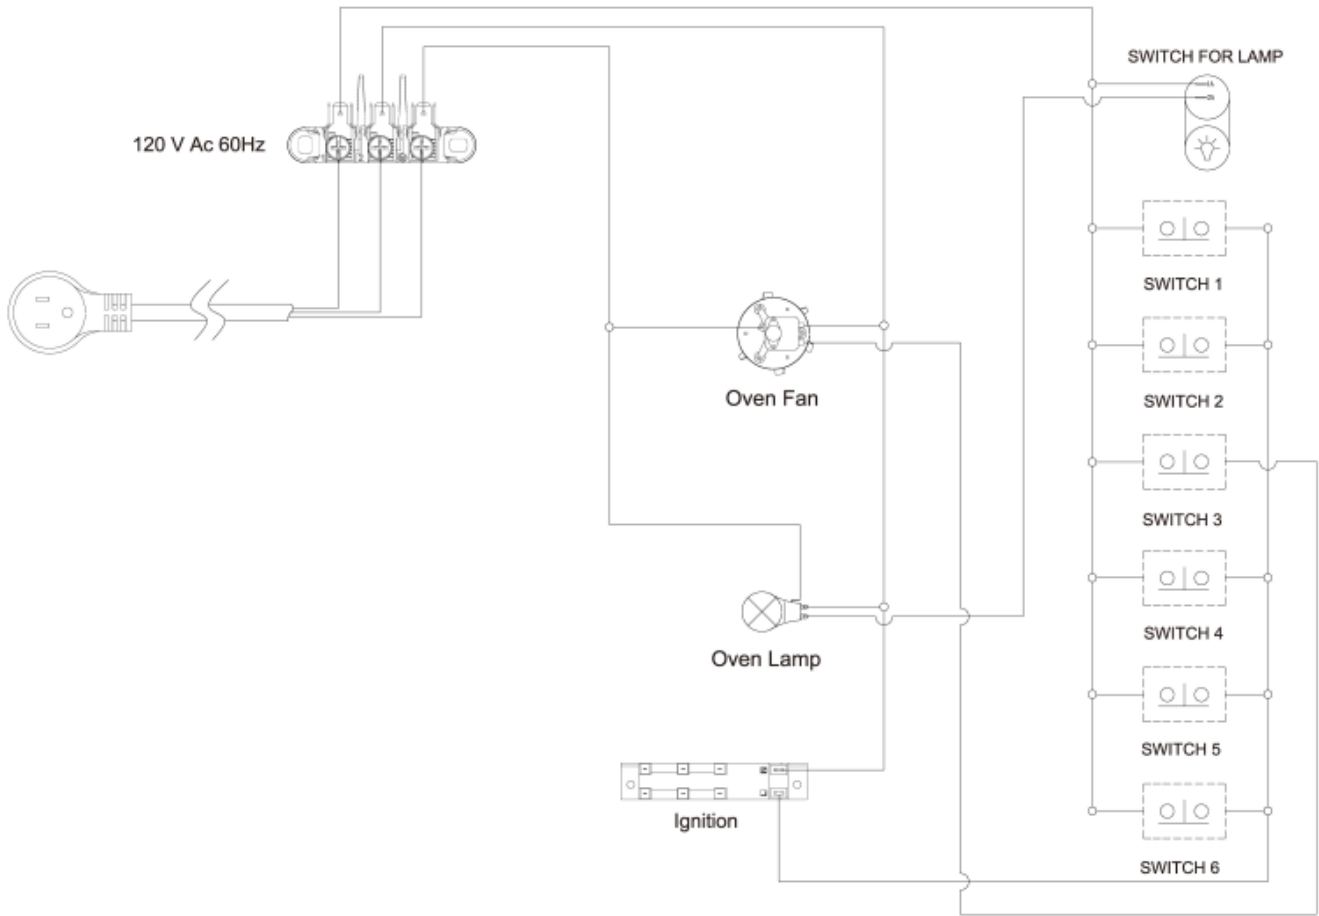 SWITCH FOR LAMP
120 V Ac 60Hz
SWITCH 1
Oven Fan
SWITCH 2
SWITCH 3
SWITCH 4
Oven Lamp
SWITCH 5
Ignition
SWITCH 6